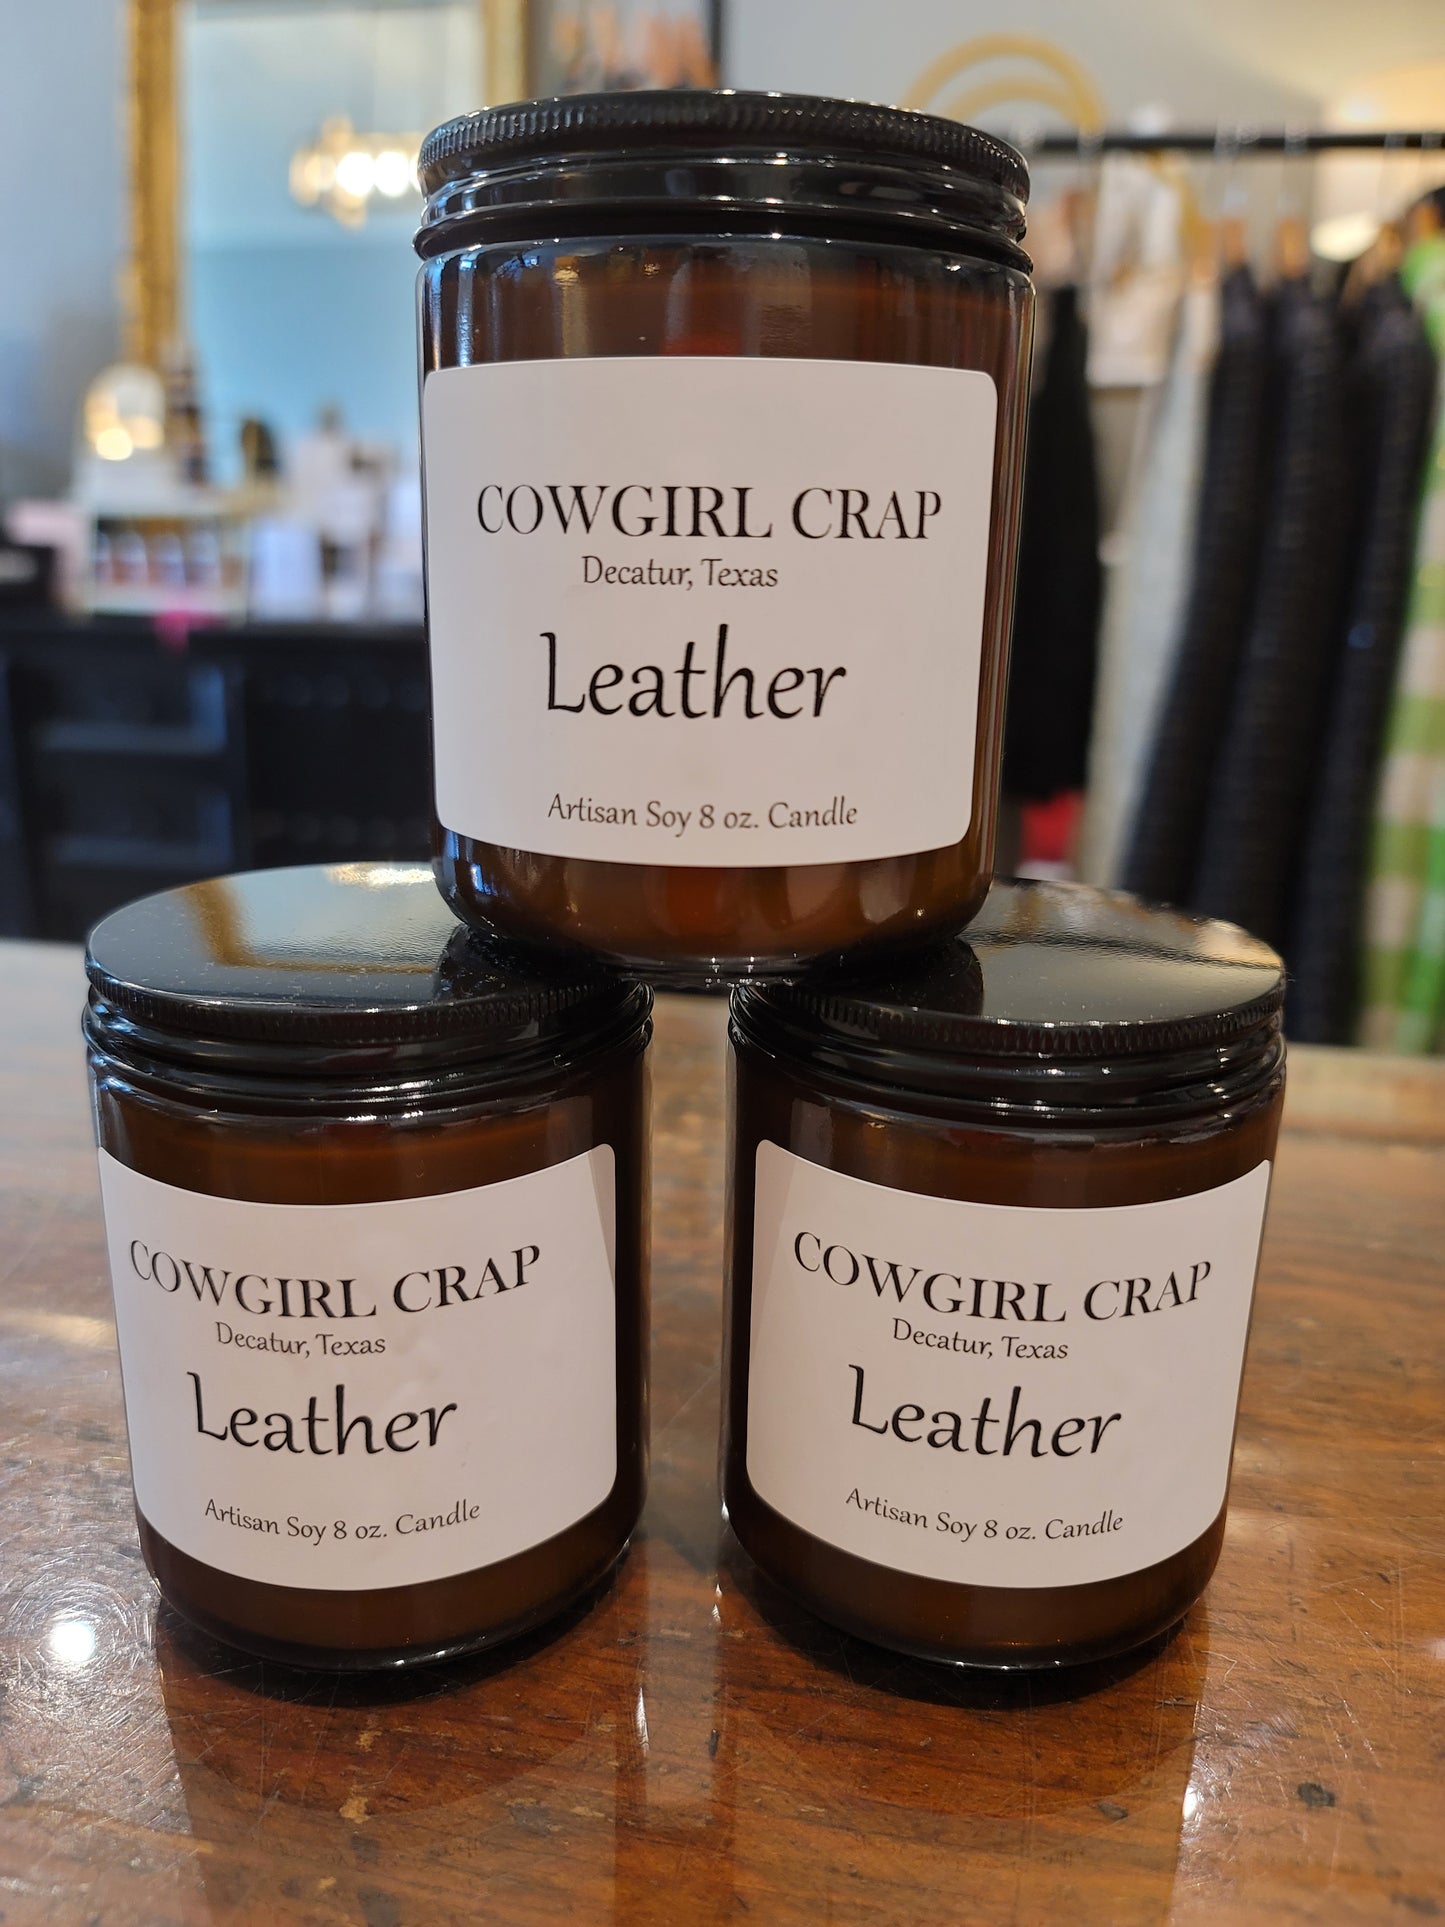 COWGIRL CRAP
Decatur, Texas
Leather
Artisan Soy 8 oz. Candle
COWGIRL CRAP
Decatur, Texas
Leather
Artisan Soy 8 oz. Candle
COWGIRL CRAP
Decatur, Texas
Leather
Artisan Soy 8 oz. Candle